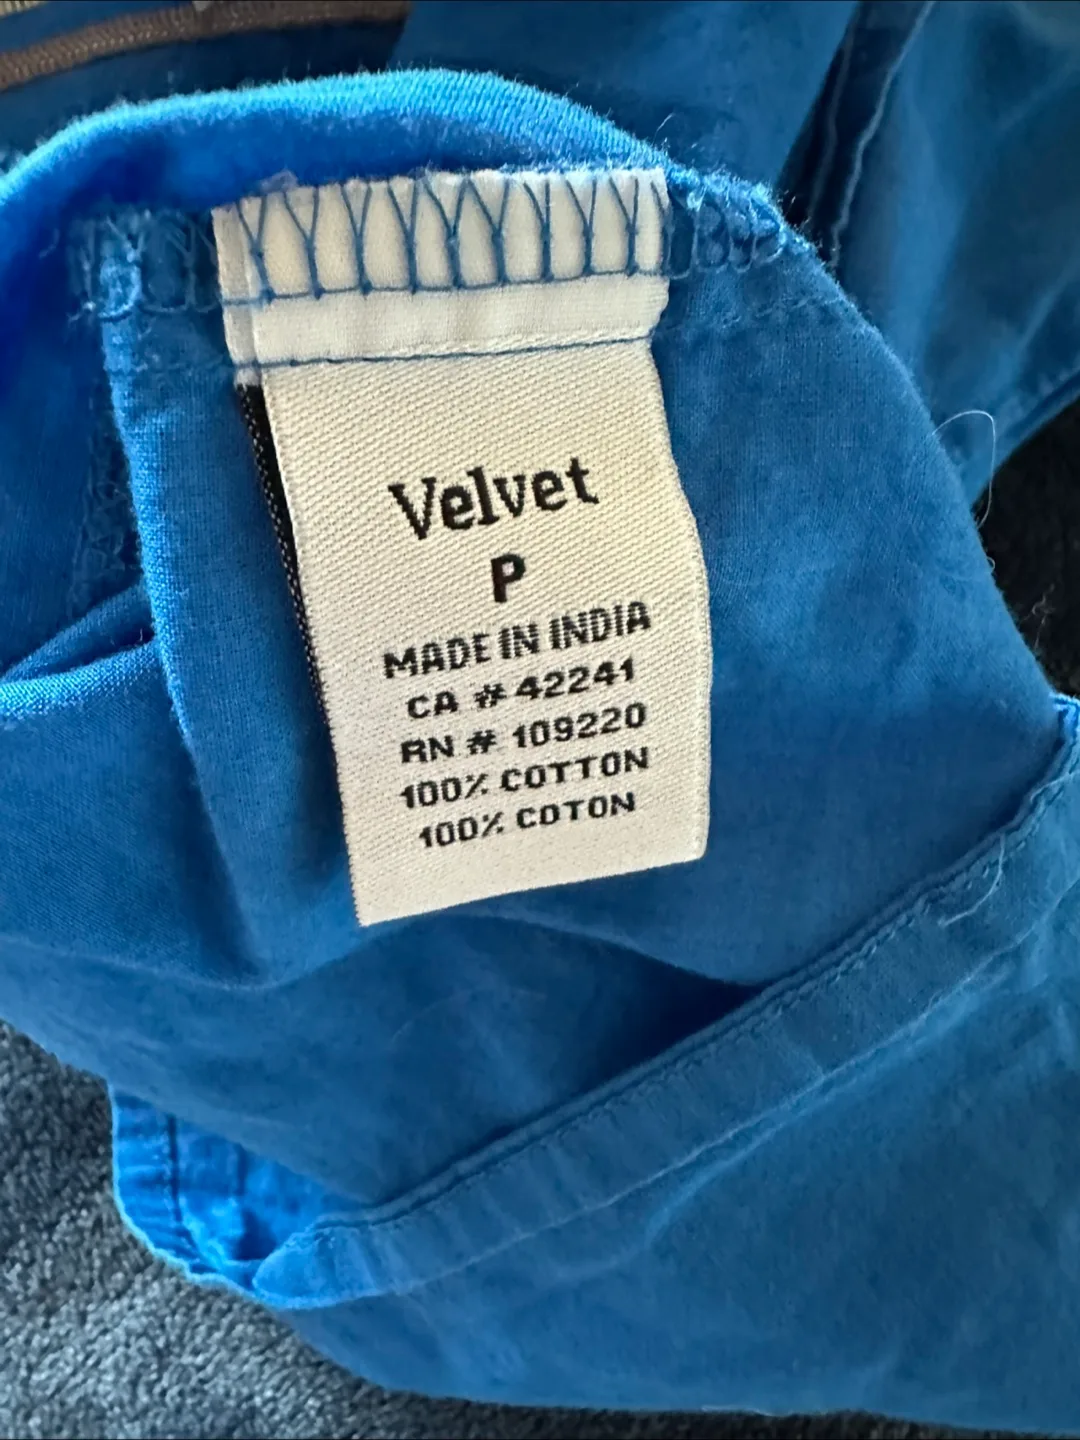 Velvet
P
MADE IN INDIA
CA # 42241
RN # 109220
100% COTTON
100% COTON